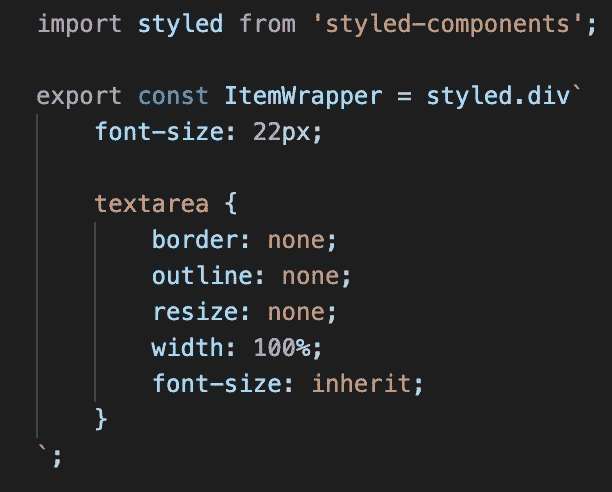 import styled from 'styled-components';
export const ItemWrapper = styled.div`
font-size: 22px;
textarea {
border: none;
outline: none;
resize: none;
width: 100%;
font-size: inherit;
}
`;